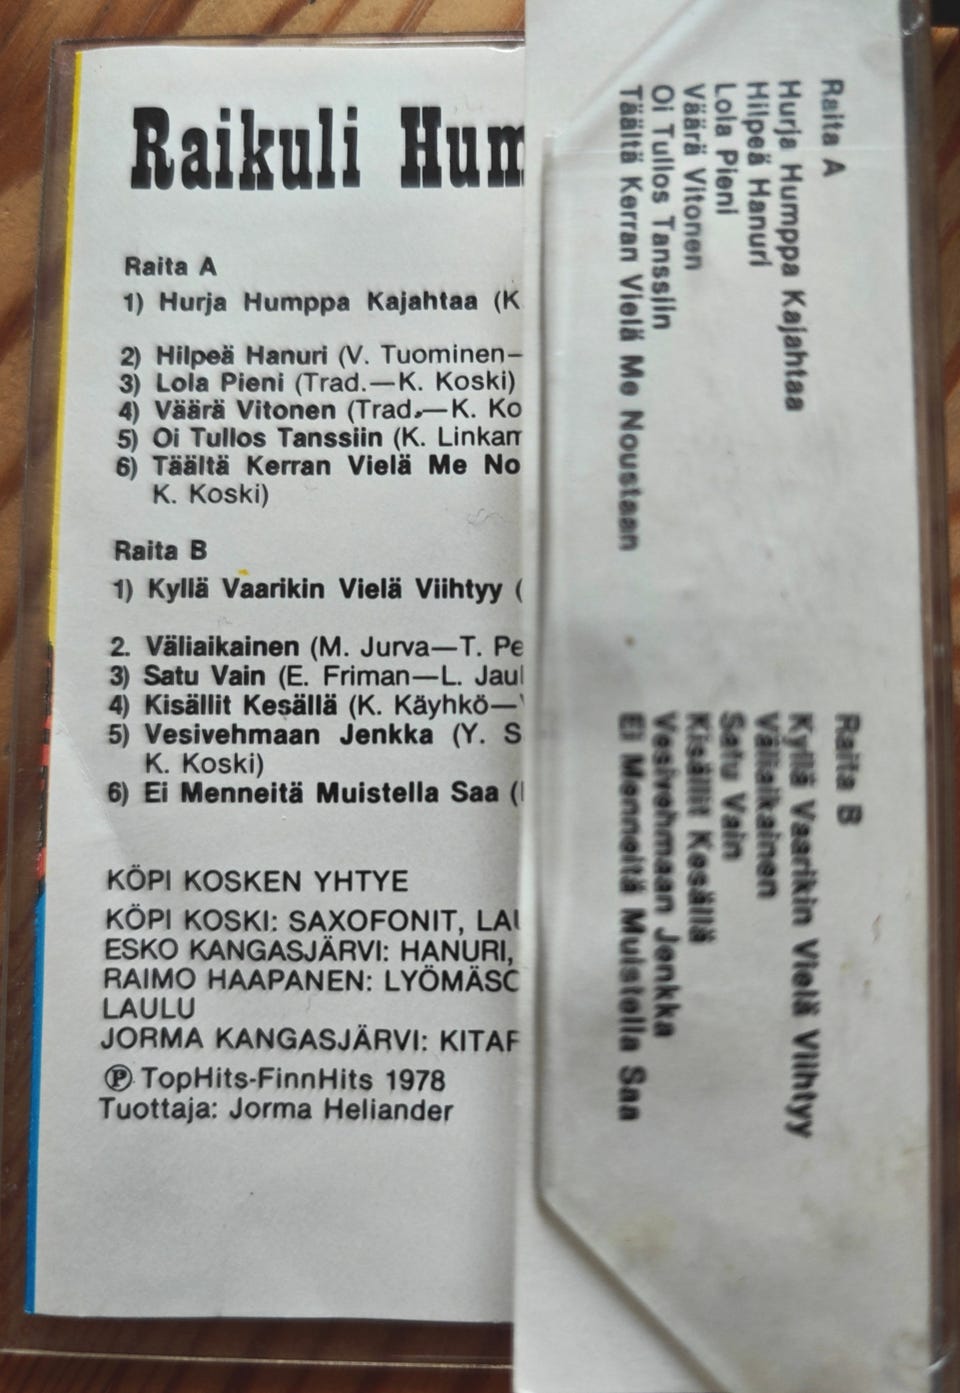 Raikuli Hum
Raita A
1) Hurja Humppa Kajahtaa (K
2) Hilpeä Hanuri (V. Tuominen—
3) Lola Pieni (Trad.—K. Koski)
4) Väärä Vitonen (Trad.—K. Ko
5) Oi Tullos Tanssiin (K. Linkam
6) Täältä Kerran Vielä Me No
K. Koski)
Raita B
1) Kyllä Vaarikin Vielä Viihtyy (
2. Väliaikainen (M. Jurva—T. Pe
3) Satu Vain (E. Friman—L. Jaul
4) Kisällit Kesällä (K. Käyhkö—
5) Vesivehmaan Jenkka (Y. S
K. Koski)
6) Ei Menneitä Muistella Saa (
KÖPI KOSKEN YHTYE
KÖPI KOSKI: SAXOFONIT, LAU
ESKO KANGASJÄRVI: HANURI,
RAIMO HAAPANEN: LYÖMÄSO
LAULU
JORMA KANGASJÄRVI: KITAR
Ⓟ TopHits-FinnHits 1978
Tuottaja: Jorma Heliander
Raita A
Hurja Humppa Kajahtaa
Hilpeä Hanuri
Lola Pieni
Väärä Vitonen
Oi Tullos Tanssiin
Täältä Kerran Vielä Me Noustaan
Raita B
Kyllä Vaarikin Vielä Viihtyy
Väliaikainen
Satu Vain
Kisällit Kesällä
Vesivehmaan Jenkka
Ei Menneitä Muistella Saa